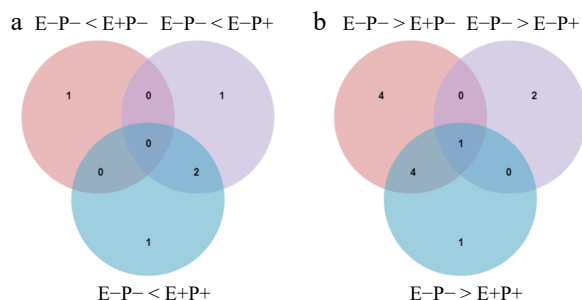 a E−P− < E+P− E−P− < E−P+
1 0 1
0
0 2
1
E−P− < E+P+
b E−P− > E+P− E−P− > E−P+
4 0 2
1
4 0
1
E−P− > E+P+